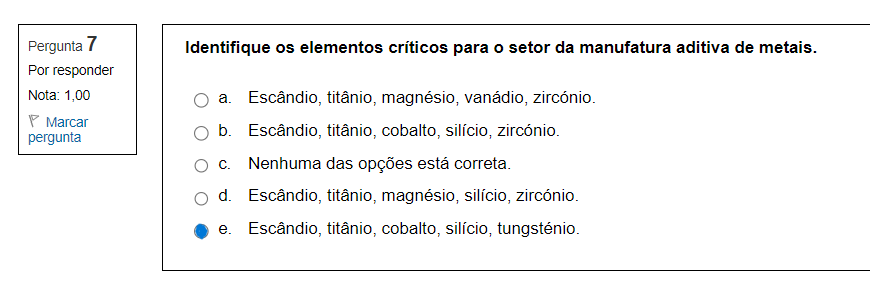 Pergunta 7
Por responder
Nota: 1,00
Marcar
pergunta
Identifique os elementos críticos para o setor da manufatura aditiva de metais.
a. Escândio, titânio, magnésio, vanádio, zircónio.
b. Escândio, titânio, cobalto, silício, zircónio.
c. Nenhuma das opções está correta.
d. Escândio, titânio, magnésio, silício, zircónio.
e. Escândio, titânio, cobalto, silício, tungsténio.